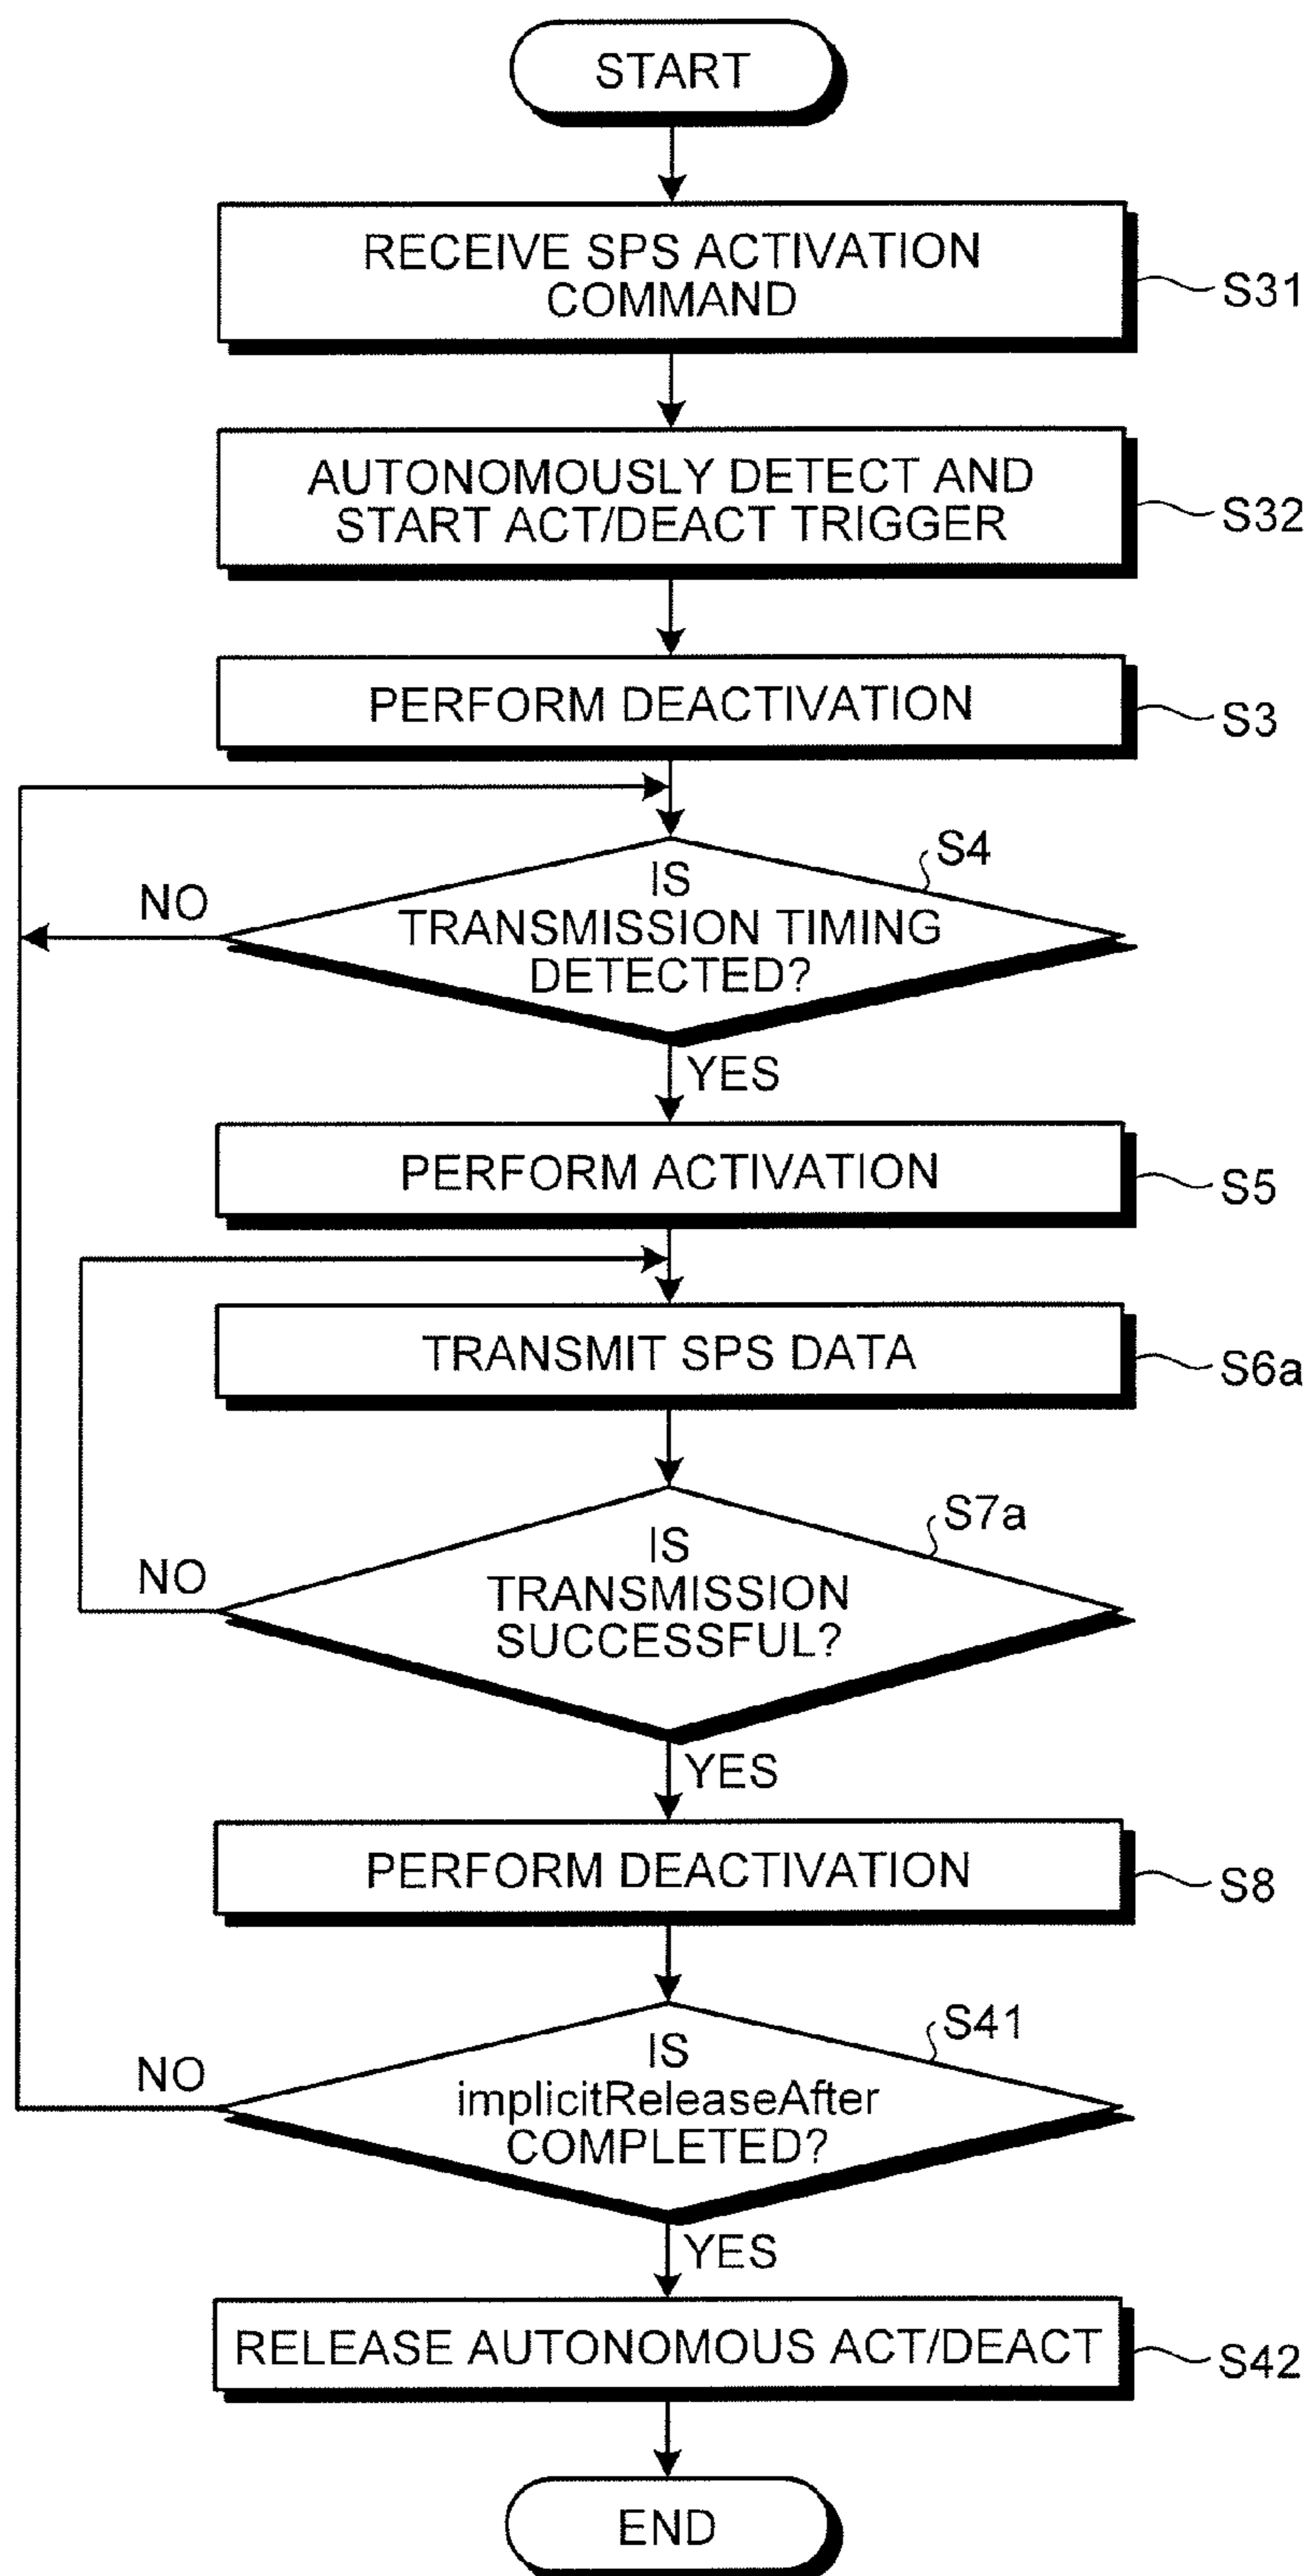 START
RECEIVE SPS ACTIVATION
COMMAND
S31
AUTONOMOUSLY DETECT AND
START ACT/DEACT TRIGGER
S32
PERFORM DEACTIVATION
S3
S4
NO
IS
TRANSMISSION TIMING
DETECTED?
YES
PERFORM ACTIVATION
S5
TRANSMIT SPS DATA
S6a
S7a
NO
IS
TRANSMISSION
SUCCESSFUL?
YES
PERFORM DEACTIVATION
S8
S41
NO
IS
implicitReleaseAfter
COMPLETED?
YES
RELEASE AUTONOMOUS ACT/DEACT
S42
END